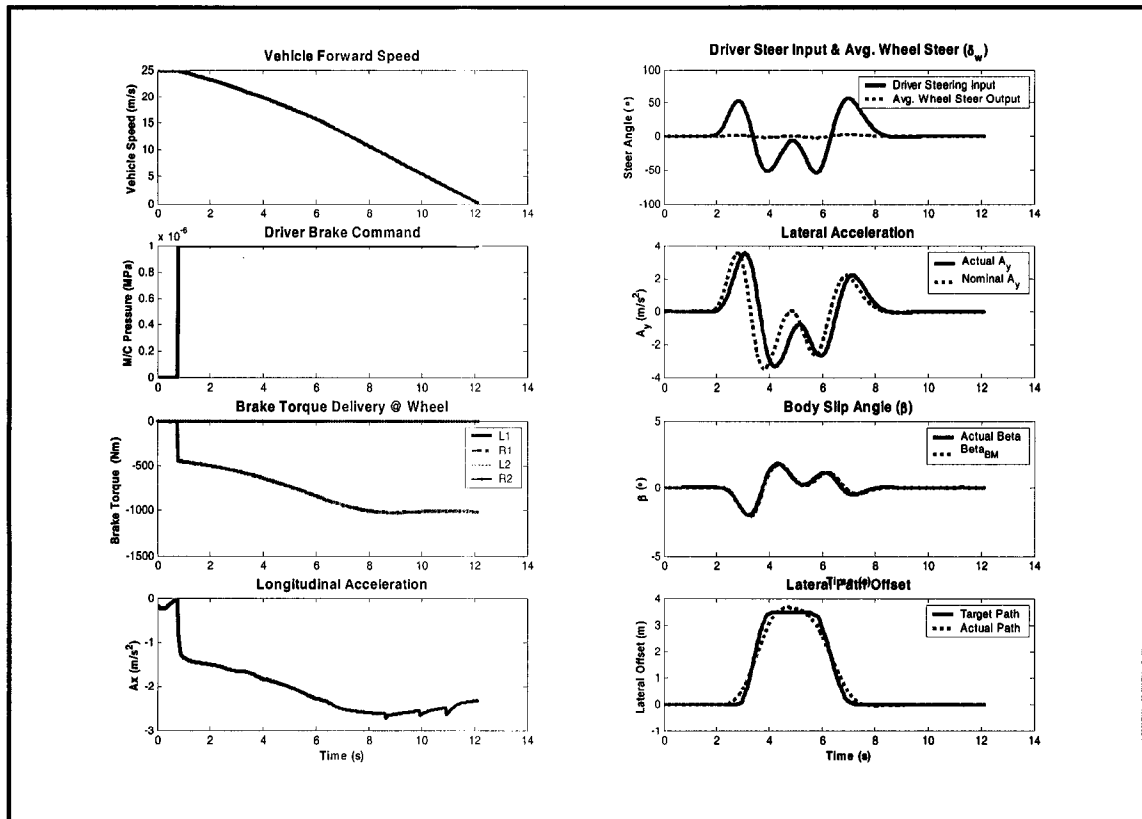 Vehicle Forward Speed
Vehicle Speed (m/s)
25
20
15
10
5
0
0 2 4 6 8 10 12 14
Driver Brake Command
x 10^-6
M/C Pressure (MPa)
1
0.8
0.6
0.4
0.2
0
0 2 4 6 8 10 12 14
Brake Torque Delivery @ Wheel
Brake Torque (Nm)
0
-500
-1000
-1500
L1
R1
L2
R2
0 2 4 6 8 10 12 14
Longitudinal Acceleration
Ax (m/s²)
0
-1
-2
-3
0 2 4 6 8 10 12 14
Time (s)
Driver Steer Input & Avg. Wheel Steer (δ_w)
Steer Angle (°)
100
50
0
-50
-100
Driver Steering Input
Avg. Wheel Steer Output
0 2 4 6 8 10 12 14
Lateral Acceleration
A_y (m/s²)
4
2
0
-2
-4
Actual A_y
Nominal A_y
0 2 4 6 8 10 12 14
Body Slip Angle (β)
β (°)
5
0
-5
Actual Beta
Beta_BM
0 2 4 6 8 10 12 14
Time (s)
Lateral Path Offset
Lateral Offset (m)
4
3
2
1
0
-1
Target Path
Actual Path
0 2 4 6 8 10 12 14
Time (s)